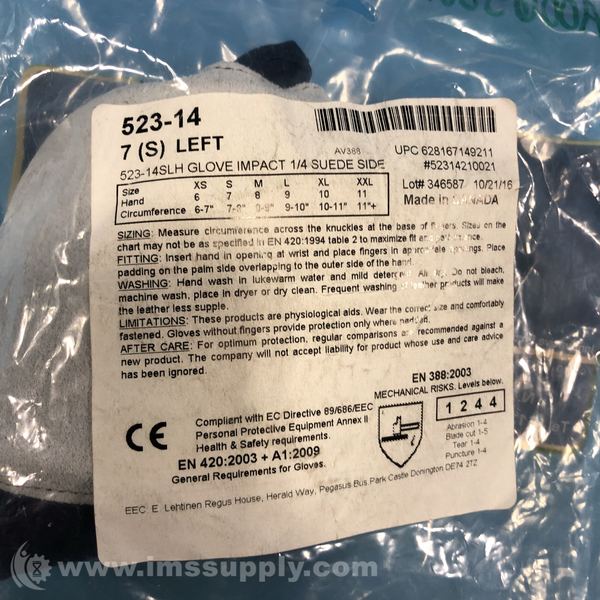 523-14
7 (S) LEFT
AV388
UPC 628167149211
523-14SLH GLOVE IMPACT 1/4 SUEDE SIDE
#52314210021
Size XS S M L XL XXL
Hand 6 7 8 9 10 11
Circumference 6-7" 9-10" 10-11" 11"+
Lot# 346587 10/21/16
Made in CANADA
SIZING: Measure circumference across the knuckles at the base of fingers. Sizes on the
chart may not be as specified in EN 420:1994 table 2 to maximize fit and
FITTING: Insert hand in opening at wrist and place fingers in Place
padding on the palm side overlapping to the outer side of the hand.
WASHING: Hand wash in lukewarm water and mild Do not bleach,
machine wash, place in dryer or dry clean. Frequent washing products will make
the leather less supple.
LIMITATIONS: These products are physiological aids. Wear the correct size and comfortably
fastened. Gloves without fingers provide protection only where padded.
AFTER CARE: For optimum protection, regular comparisons are recommended against a
new product. The company will not accept liability for product whose use and care advice
has been ignored.
CE
Compliant with EC Directive 89/686/EEC
Personal Protective Equipment Annex II
Health & Safety requirements.
EN 420:2003 + A1:2009
General Requirements for Gloves.
EN 388:2003
MECHANICAL RISKS. Levels below.
1 2 4 4
Abrasion 1-4
Blade cut 1-5
Tear 1-4
Puncture 1-4
EEC E Lehtinen Regus House, Herald Way, Pegasus Bus.Park Castle Donington DE74 2TZ
www.imssupply.com